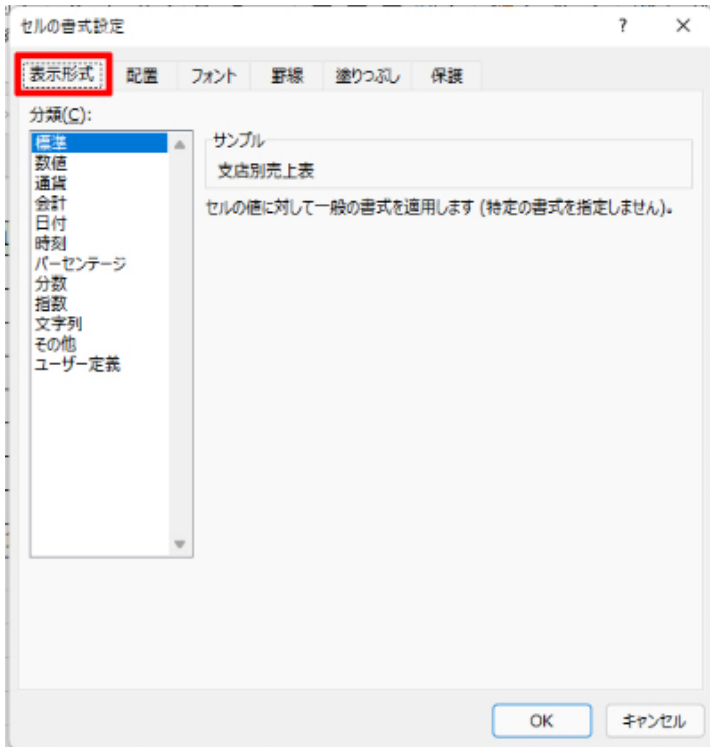 セルの書式設定 ? ×
表示形式 配置 フォント 罫線 塗りつぶし 保護
分類(C):
標準
数値
通貨
会計
日付
時刻
パーセンテージ
分数
指数
文字列
その他
ユーザー定義
サンプル
支店別売上表
セルの値に対して一般の書式を適用します (特定の書式を指定しません)。
OK キャンセル